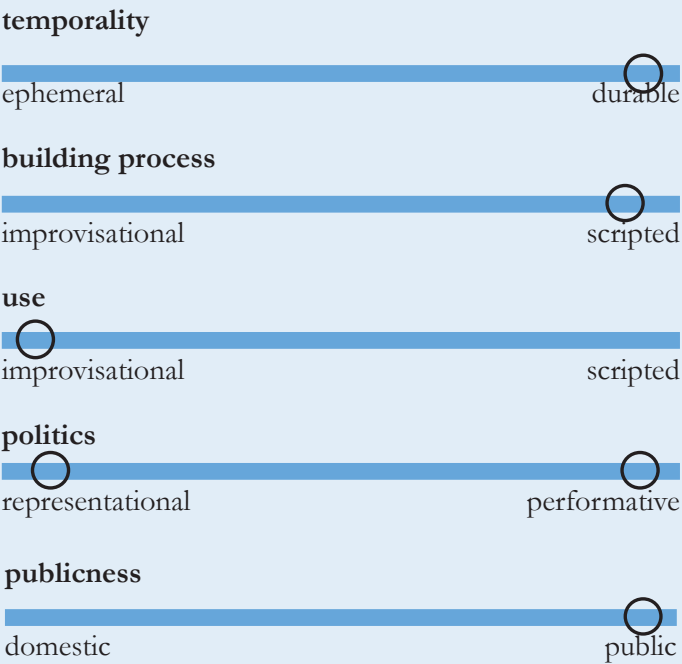 temporality
ephemeral durable
building process
improvisational scripted
use
improvisational scripted
politics
representational performative
publicness
domestic public